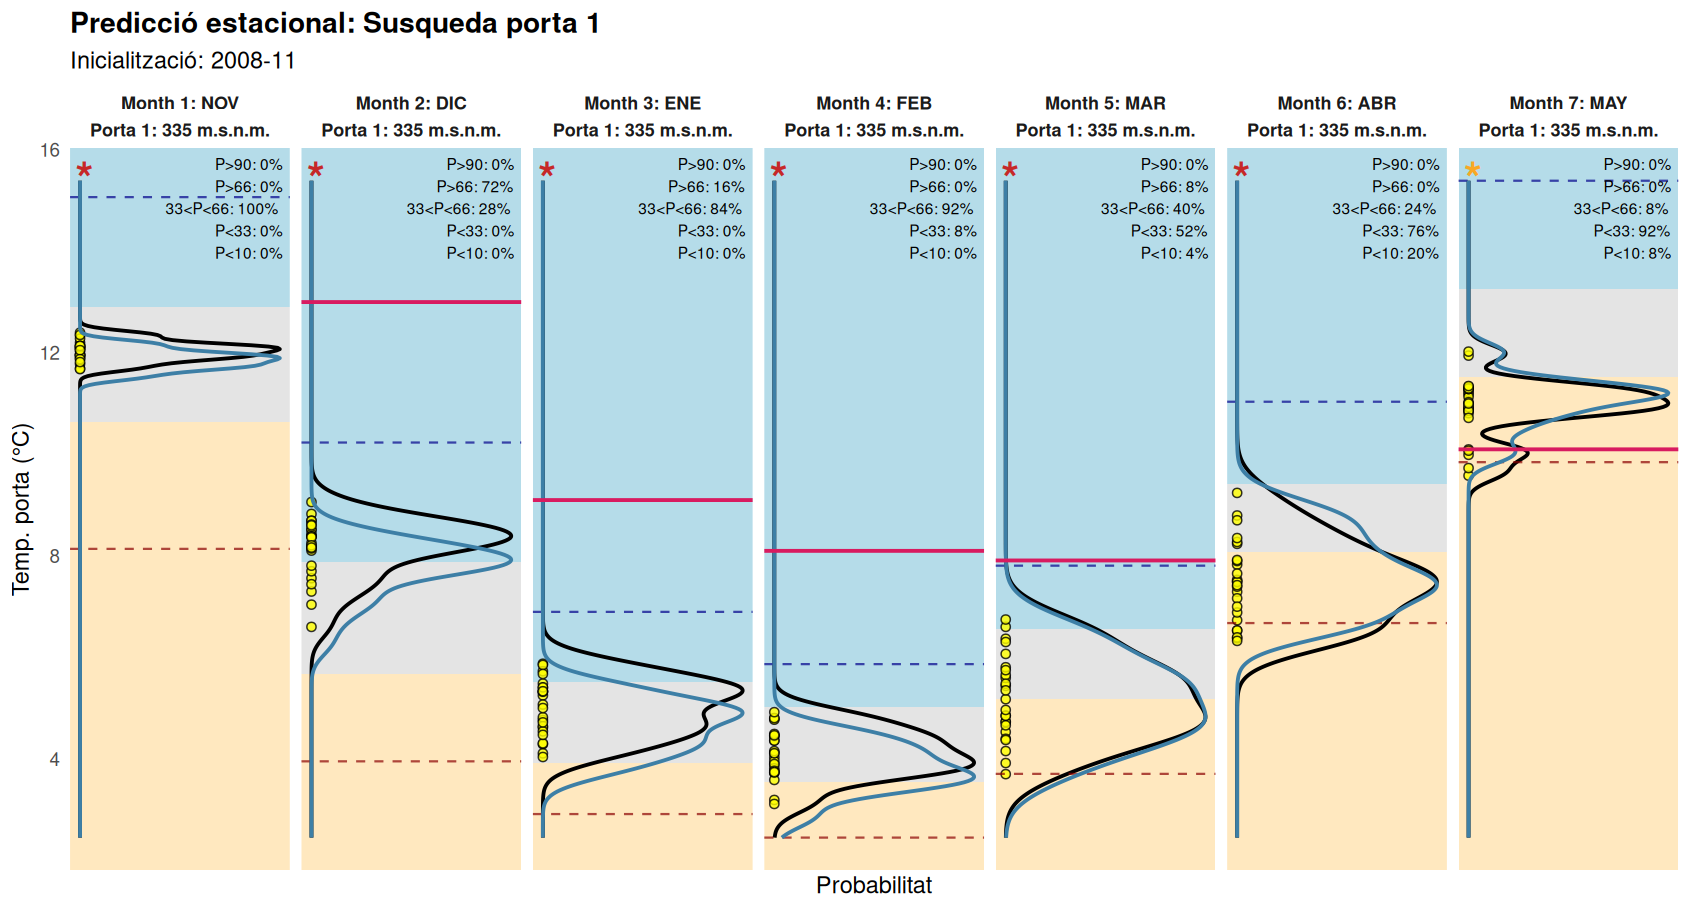 Predicció estacional: Susqueda porta 1
Inicialització: 2008-11
Month 1: NOV
Porta 1: 335 m.s.n.m.
Month 2: DIC
Porta 1: 335 m.s.n.m.
Month 3: ENE
Porta 1: 335 m.s.n.m.
Month 4: FEB
Porta 1: 335 m.s.n.m.
Month 5: MAR
Porta 1: 335 m.s.n.m.
Month 6: ABR
Porta 1: 335 m.s.n.m.
Month 7: MAY
Porta 1: 335 m.s.n.m.
Temp. porta (°C)
16
12
8
4
*
P>90: 0%
P>66: 0%
33<P<66: 100%
P<33: 0%
P<10: 0%
*
P>90: 0%
P>66: 72%
33<P<66: 28%
P<33: 0%
P<10: 0%
*
P>90: 0%
P>66: 16%
33<P<66: 84%
P<33: 0%
P<10: 0%
*
P>90: 0%
P>66: 0%
33<P<66: 92%
P<33: 8%
P<10: 0%
*
P>90: 0%
P>66: 8%
33<P<66: 40%
P<33: 52%
P<10: 4%
*
P>90: 0%
P>66: 0%
33<P<66: 24%
P<33: 76%
P<10: 20%
*
P>90: 0%
P>66: 0%
33<P<66: 8%
P<33: 92%
P<10: 8%
Probabilitat